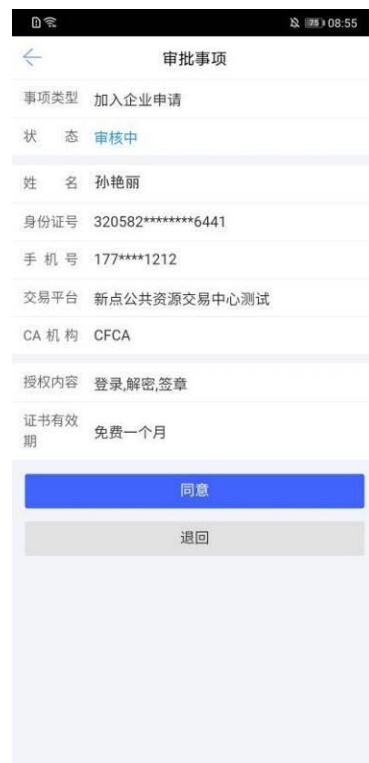 75 08:55
审批事项
事项类型 加入企业申请
状 态 审核中
姓 名 孙艳丽
身份证号 320582********6441
手 机 号 177****1212
交易平台 新点公共资源交易中心测试
CA 机 构 CFCA
授权内容 登录,解密,签章
证书有效
期 免费一个月
同意
退回